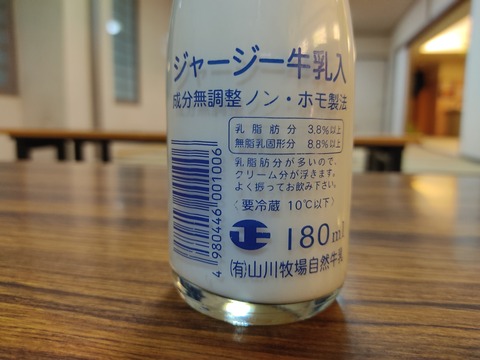 ジャージー牛乳入
成分無調整ノン・ホモ製法
乳脂肪分 3.8%以上
無脂乳固形分 8.8%以上
乳脂肪分が多いので、
クリーム分が浮きます。
よく拶ってお飲み下さい。
〈要冷蔵 10℃以下〉
正 180ml
(有)山川牧場自然牛乳
4 980446 001006